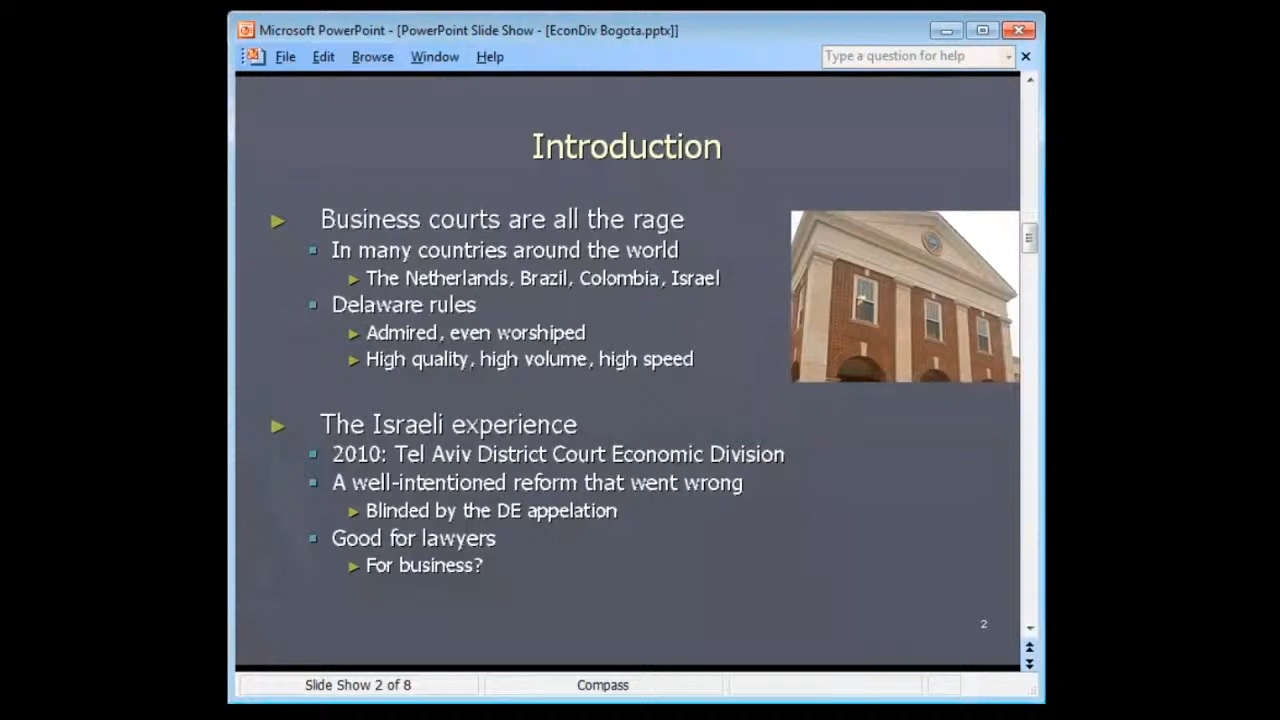 Microsoft PowerPoint - [PowerPoint Slide Show - [EconDiv Bogota.pptx]]
File Edit Browse Window Help
Type a question for help
Introduction
Business courts are all the rage
In many countries around the world
The Netherlands, Brazil, Colombia, Israel
Delaware rules
Admired, even worshiped
High quality, high volume, high speed
The Israeli experience
2010: Tel Aviv District Court Economic Division
A well-intentioned reform that went wrong
Blinded by the DE appelation
Good for lawyers
For business?
2
Slide Show 2 of 8
Compass